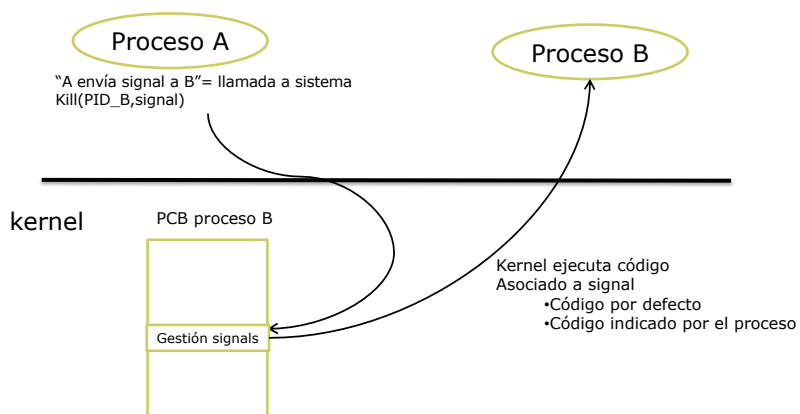 Proceso A
Proceso B
“A envía signal a B”= llamada a sistema
Kill(PID_B,signal)
kernel
PCB proceso B
Gestión signals
Kernel ejecuta código
Asociado a signal
•Código por defecto
•Código indicado por el proceso